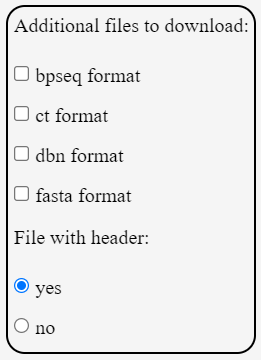 Additional files to download:
bpseq format
ct format
dbn format
fasta format
File with header:
yes
no